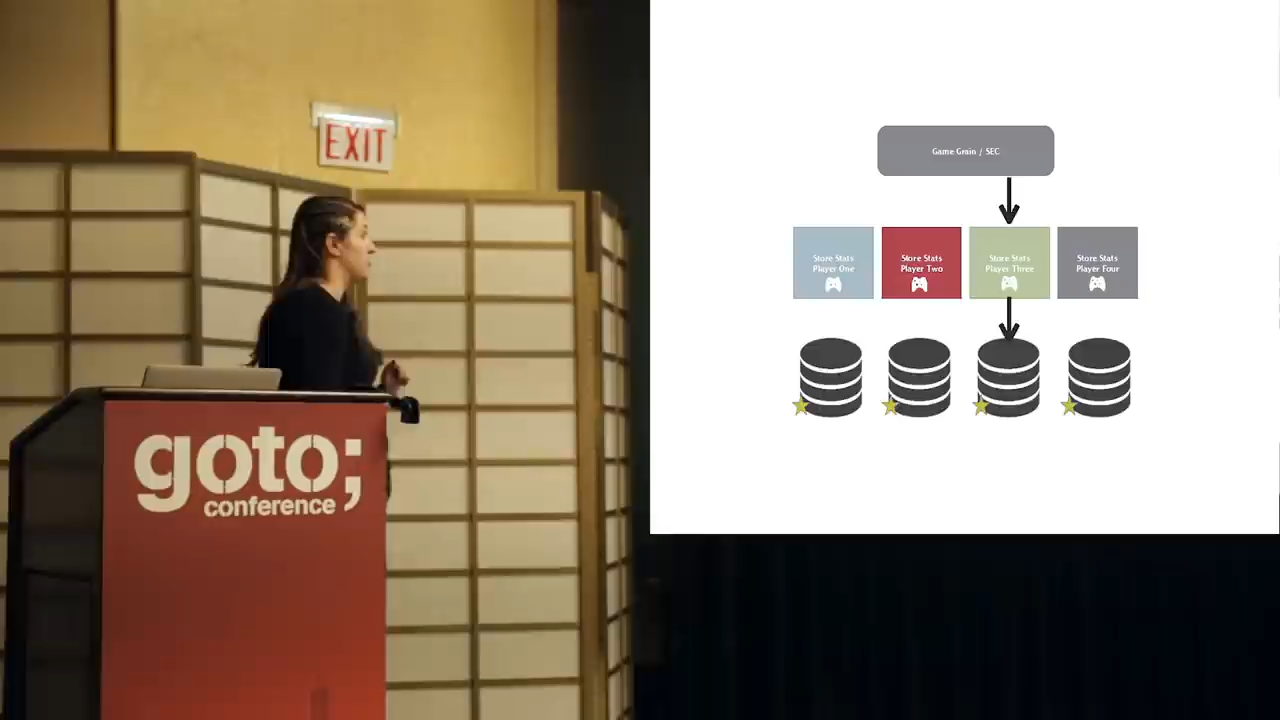 EXIT
goto;
conference
Game Grain / SEC
Store Stats
Player One
Store Stats
Player Two
Store Stats
Player Three
Store Stats
Player Four